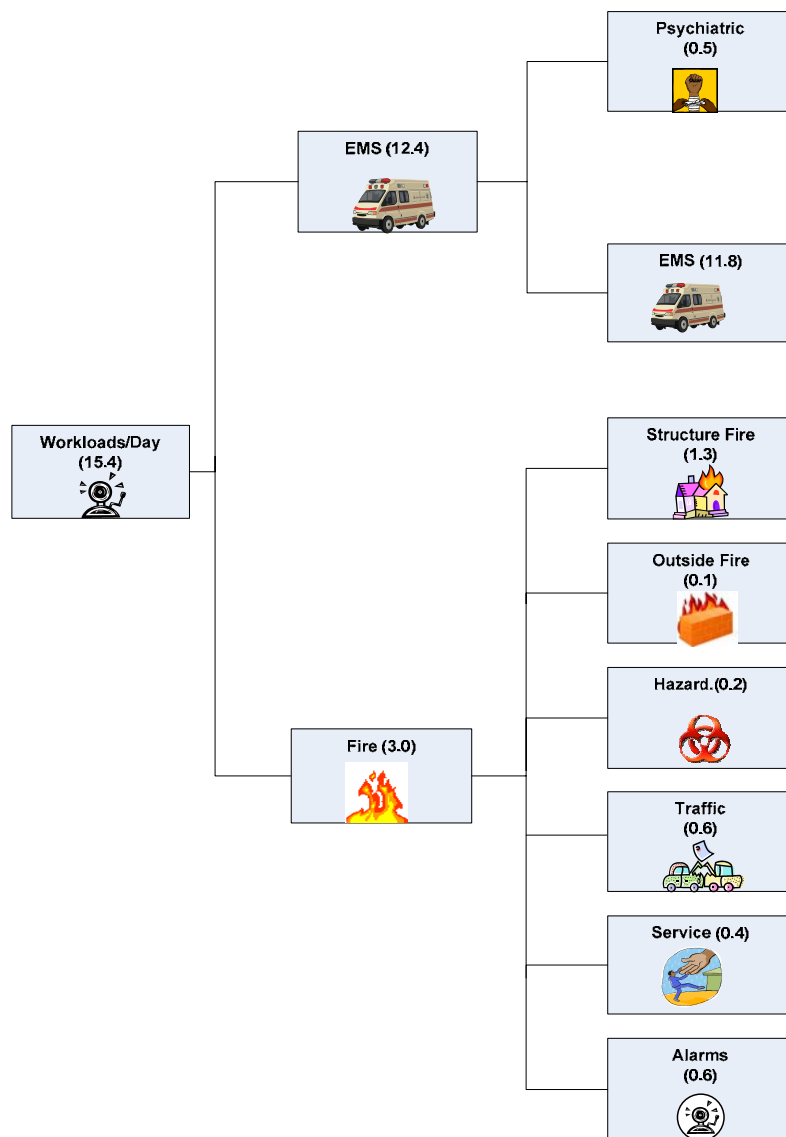 Psychiatric
(0.5)
EMS (12.4)
EMS (11.8)
Workloads/Day
(15.4)
Structure Fire
(1.3)
Outside Fire
(0.1)
Hazard.(0.2)
Fire (3.0)
Traffic
(0.6)
Service (0.4)
Alarms
(0.6)